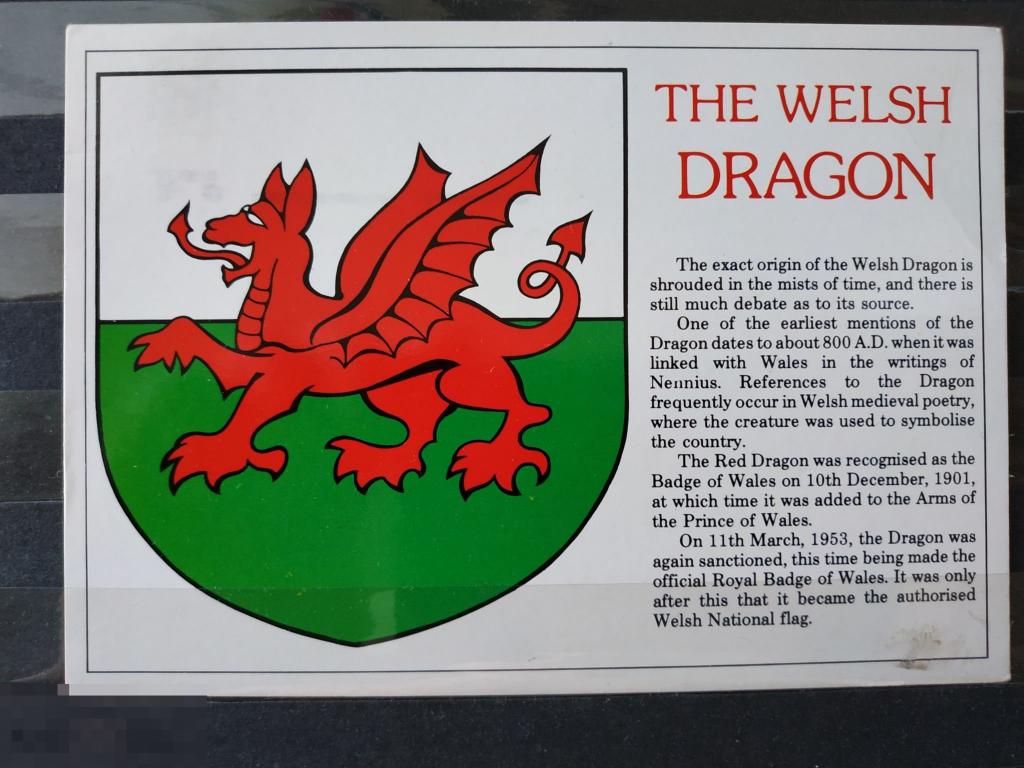 THE WELSH
DRAGON
The exact origin of the Welsh Dragon is
shrouded in the mists of time, and there is
still much debate as to its source.
One of the earliest mentions of the
Dragon dates to about 800 A.D. when it was
linked with Wales in the writings of
Nennius. References to the Dragon
frequently occur in Welsh medieval poetry,
where the creature was used to symbolise
the country.
The Red Dragon was recognised as the
Badge of Wales on 10th December, 1901,
at which time it was added to the Arms of
the Prince of Wales.
On 11th March, 1953, the Dragon was
again sanctioned, this time being made the
official Royal Badge of Wales. It was only
after this that it became the authorised
Welsh National flag.